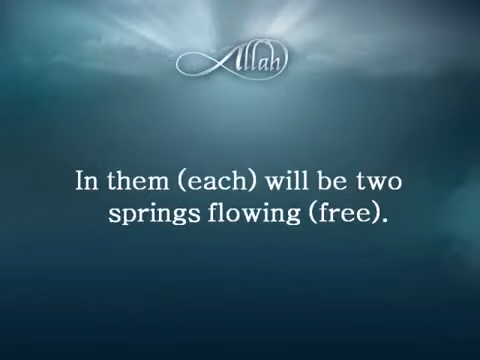 Allah
In them (each) will be two
springs flowing (free).